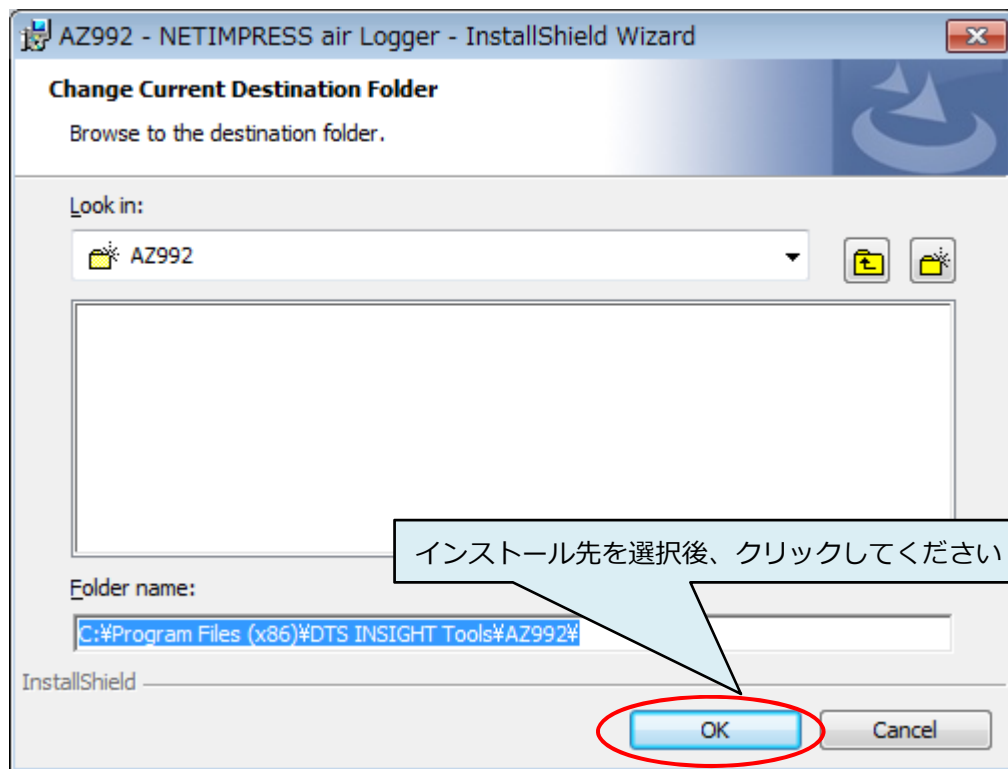 AZ992 - NETIMPRESS air Logger - InstallShield Wizard
Change Current Destination Folder
Browse to the destination folder.
Look in:
AZ992
インストール先を選択後、クリックしてください
Folder name:
C:¥Program Files (x86)¥DTS INSIGHT Tools¥AZ992¥
InstallShield
OK
Cancel